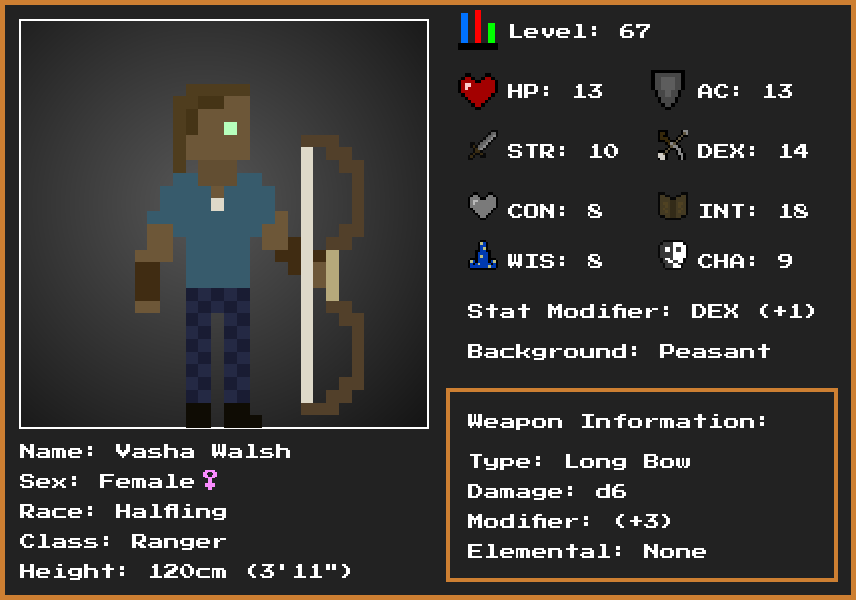 Level: 67
HP: 13 AC: 13
STR: 10 DEX: 14
CON: 8 INT: 18
WIS: 8 CHA: 9
Stat Modifier: DEX (+1)
Background: Peasant
Weapon Information:
Type: Long Bow
Damage: d6
Modifier: (+3)
Elemental: None
Name: Vasha Walsh
Sex: Female♀
Race: Halfling
Class: Ranger
Height: 120cm (3'11")